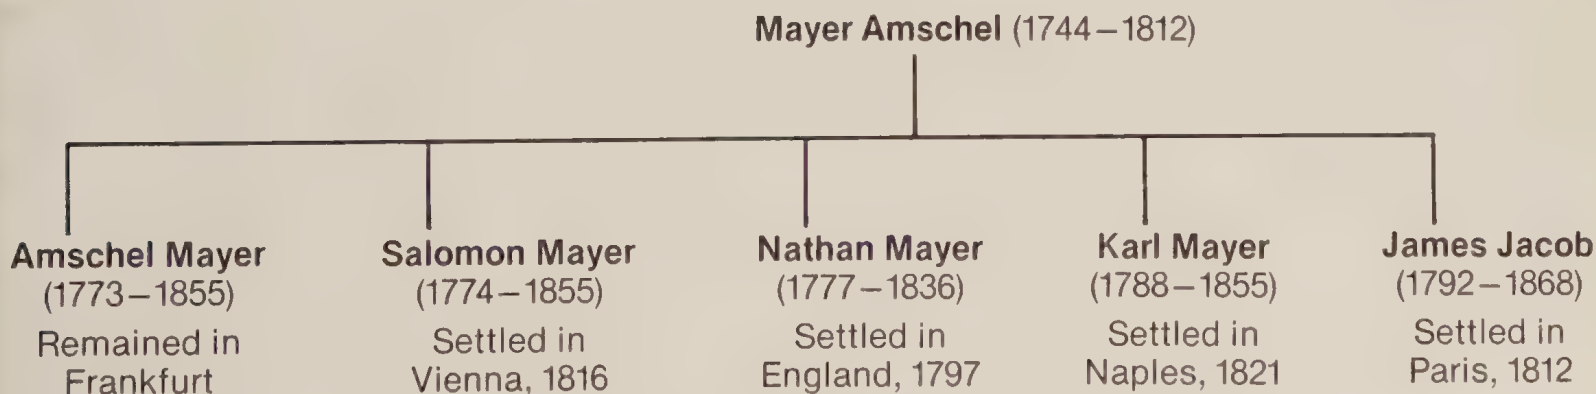 Mayer Amschel (1744–1812)
Amschel Mayer
(1773–1855)
Remained in
Frankfurt
Salomon Mayer
(1774–1855)
Settled in
Vienna, 1816
Nathan Mayer
(1777–1836)
Settled in
England, 1797
Karl Mayer
(1788–1855)
Settled in
Naples, 1821
James Jacob
(1792–1868)
Settled in
Paris, 1812